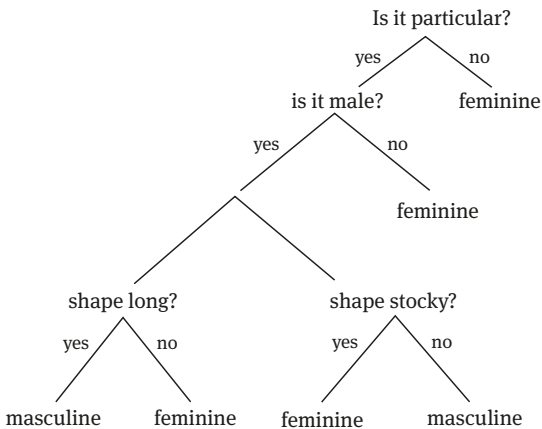 Is it particular?
yes no
is it male? feminine
yes no
feminine
shape long? shape stocky?
yes no yes no
masculine feminine feminine masculine